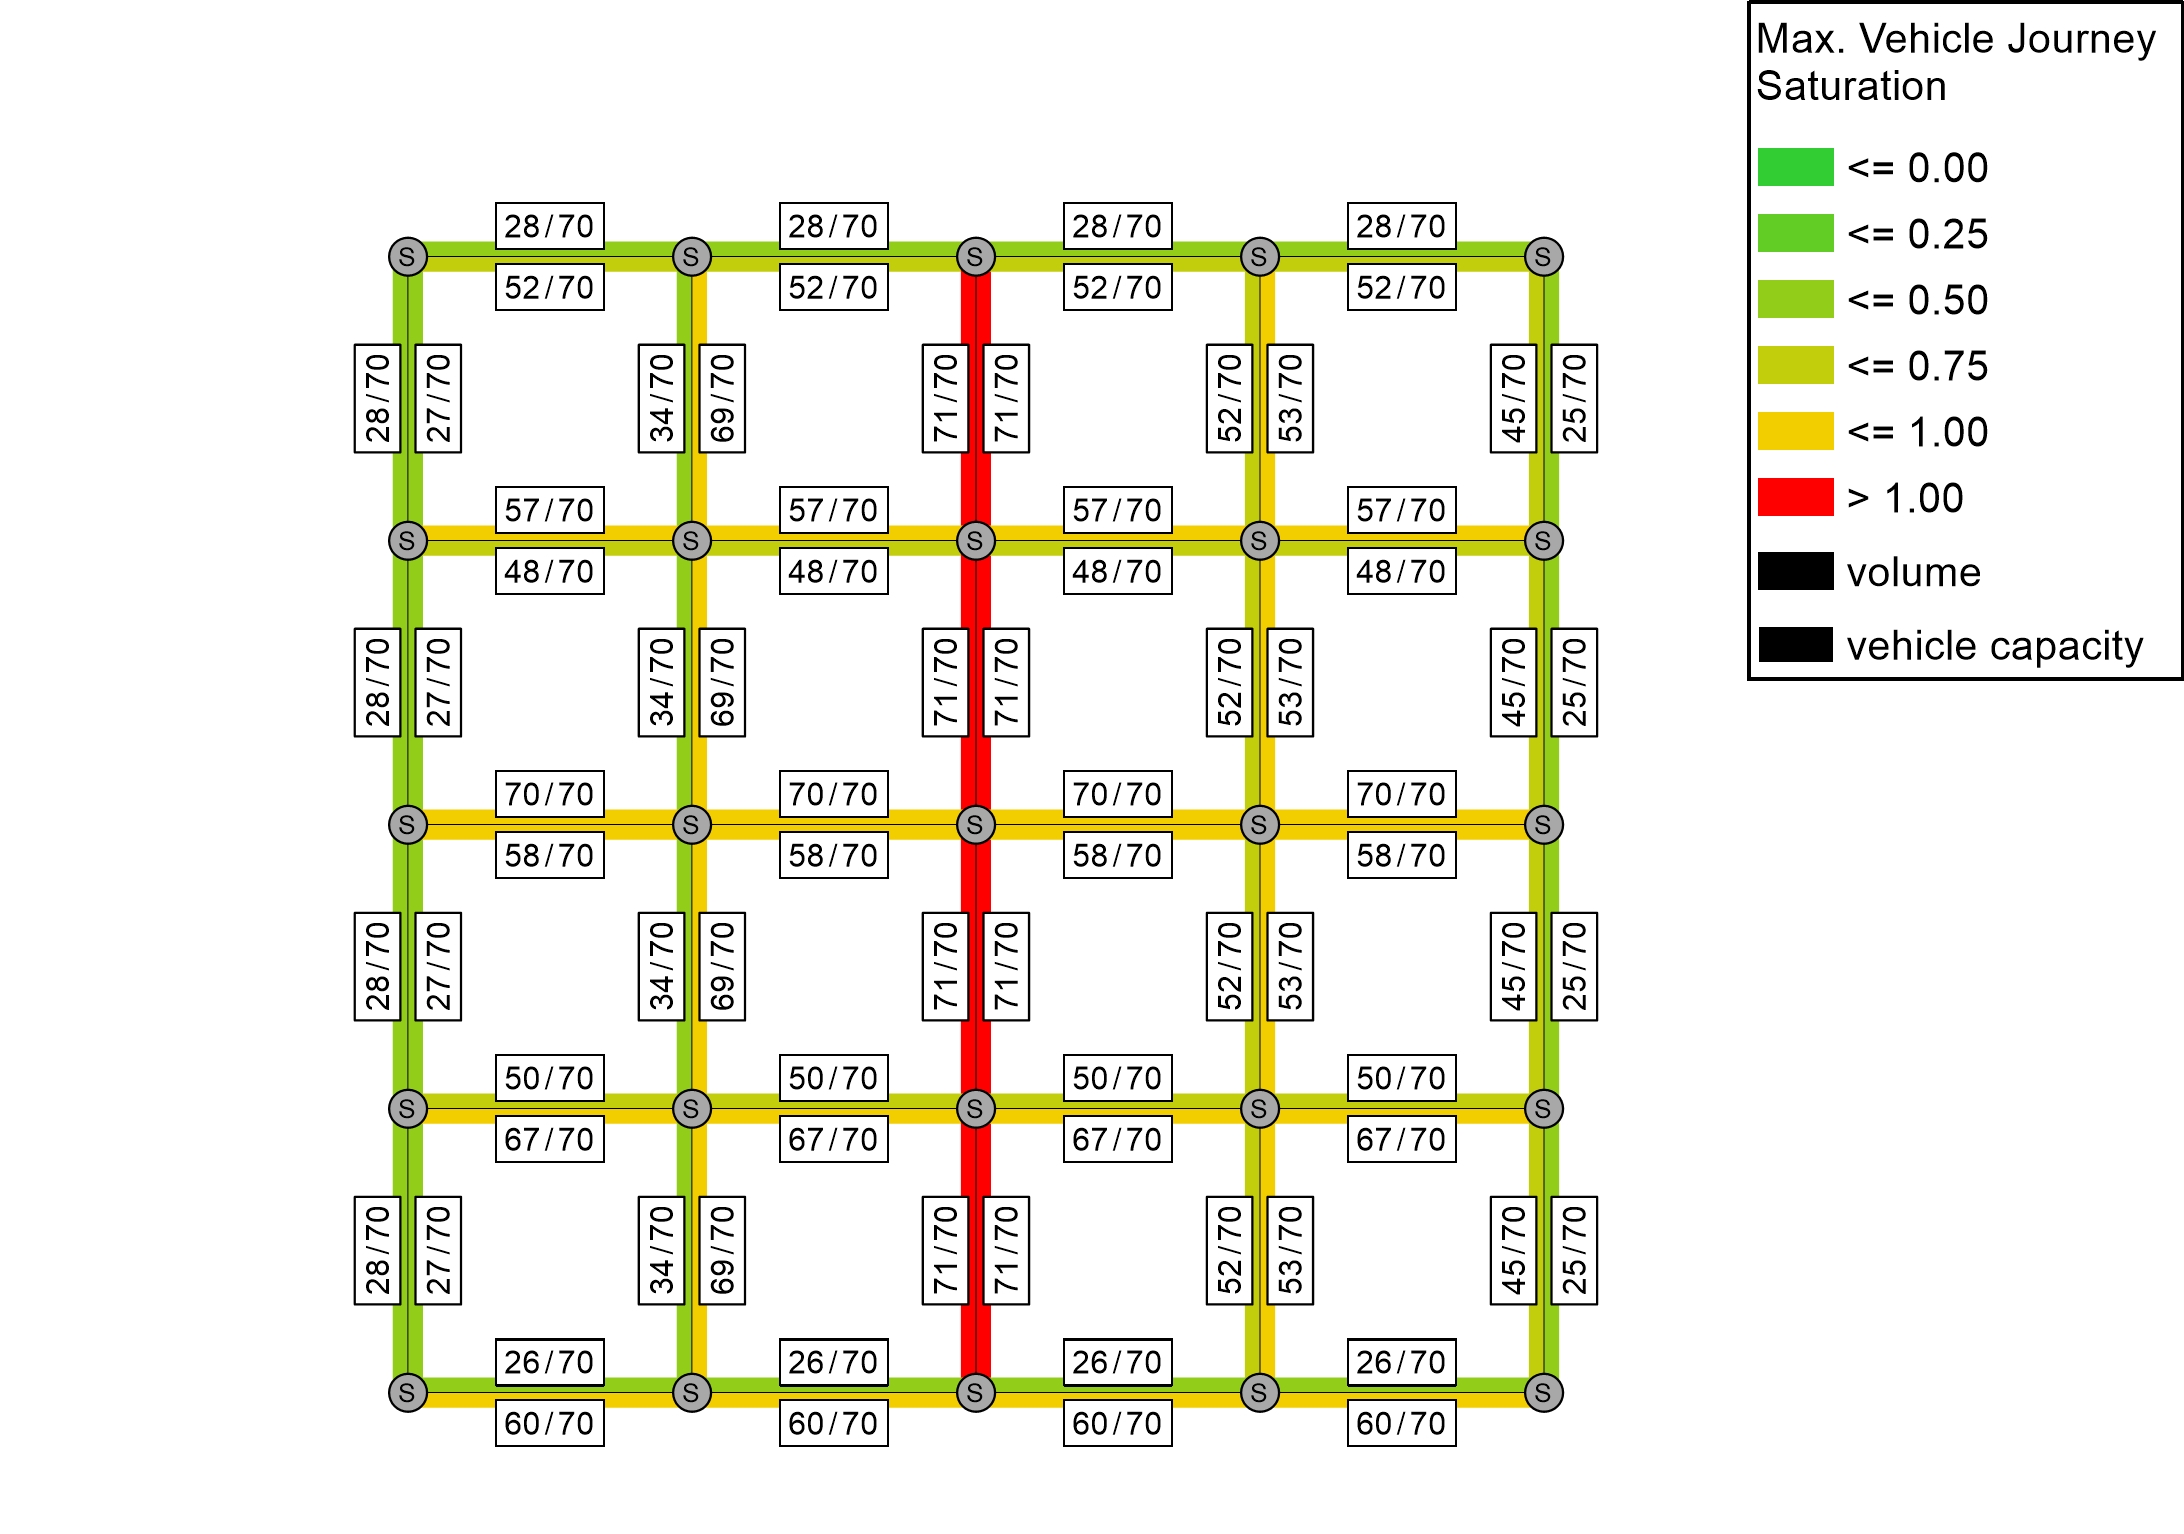 Max. Vehicle Journey
Saturation
<= 0.00
<= 0.25
<= 0.50
<= 0.75
<= 1.00
> 1.00
volume
vehicle capacity
28/70 28/70 28/70 28/70
S S S S S
52/70 52/70 52/70 52/70
28/70 27/70 34/70 69/70 71/70 71/70 52/70 53/70 45/70 25/70
57/70 57/70 57/70 57/70
S S S S S
48/70 48/70 48/70 48/70
28/70 27/70 34/70 69/70 71/70 71/70 52/70 53/70 45/70 25/70
70/70 70/70 70/70 70/70
S S S S S
58/70 58/70 58/70 58/70
28/70 27/70 34/70 69/70 71/70 71/70 52/70 53/70 45/70 25/70
50/70 50/70 50/70 50/70
S S S S S
67/70 67/70 67/70 67/70
28/70 27/70 34/70 69/70 71/70 71/70 52/70 53/70 45/70 25/70
26/70 26/70 26/70 26/70
S S S S S
60/70 60/70 60/70 60/70